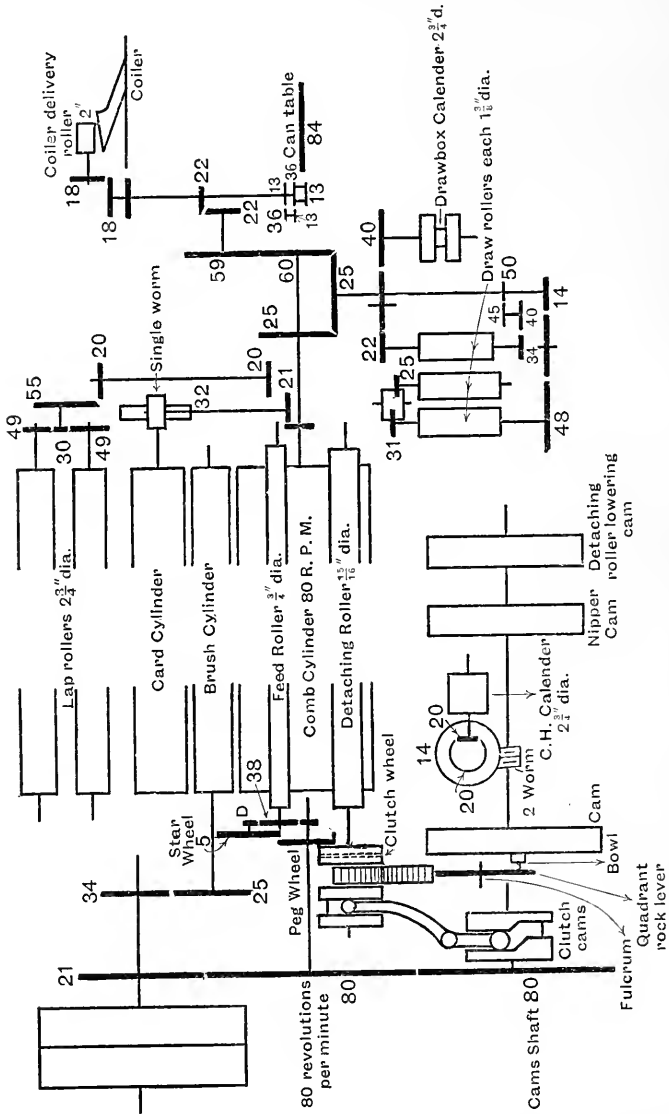 Coiler delivery
roller
2"
Coiler
18
18
22
22
13
36
13
36
13
Can table
84
59
60
25
25
40
Drawbox Calender 2¾"d.
Draw rollers each 1⅜" dia.
22
50
45
40
14
34
25
31
48
49
55
30
49
20
20
Single worm
32
21
Lap rollers 2¾" dia.
Card Cylinder
Brush Cylinder
Feed Roller ¾" dia.
Comb Cylinder 80 R. P. M.
Detaching Roller 15/16" dia.
38
D
Star
Wheel
5
Peg Wheel
Clutch wheel
34
25
21
80 revolutions
per minute
80
Cams Shaft 80
Clutch
cams
Fulcrum
Quadrant
rock lever
Bowl
Cam
2 Worm
14
20
20
C.H. Calender
2¾" dia.
Nipper
Cam
Detaching
roller lowering
cam